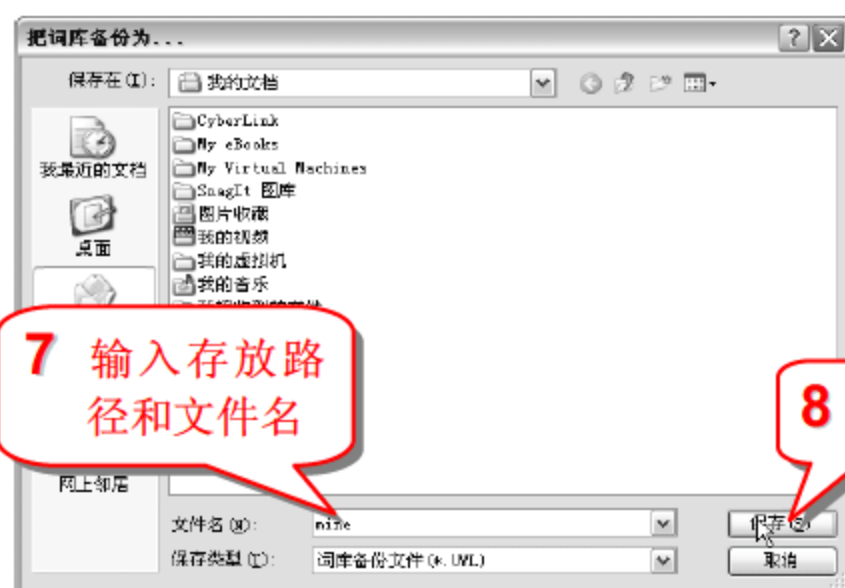 把词库备份为...
保存在(I):
我的文档
我最近的文档
桌面
网上邻居
CyberLink
My eBooks
My Virtual Machines
SnagIt 图库
图片收藏
我的视频
我的虚拟机
我的音乐
7 输入存放路
径和文件名
8
文件名(N):
mine
保存(S)
保存类型(T):
词库备份文件(*.UWL)
取消